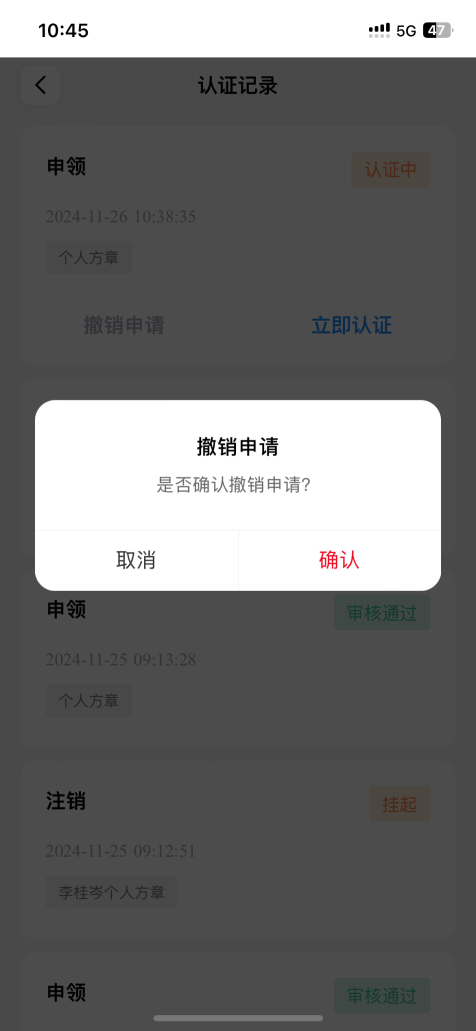 10:45
5G
47
认证记录
申领
认证中
2024-11-26 10:38:35
个人方章
撤销申请
立即认证
撤销申请
是否确认撤销申请?
取消
确认
申领
审核通过
2024-11-25 09:13:28
个人方章
注销
挂起
2024-11-25 09:12:51
李桂岑个人方章
申领
审核通过